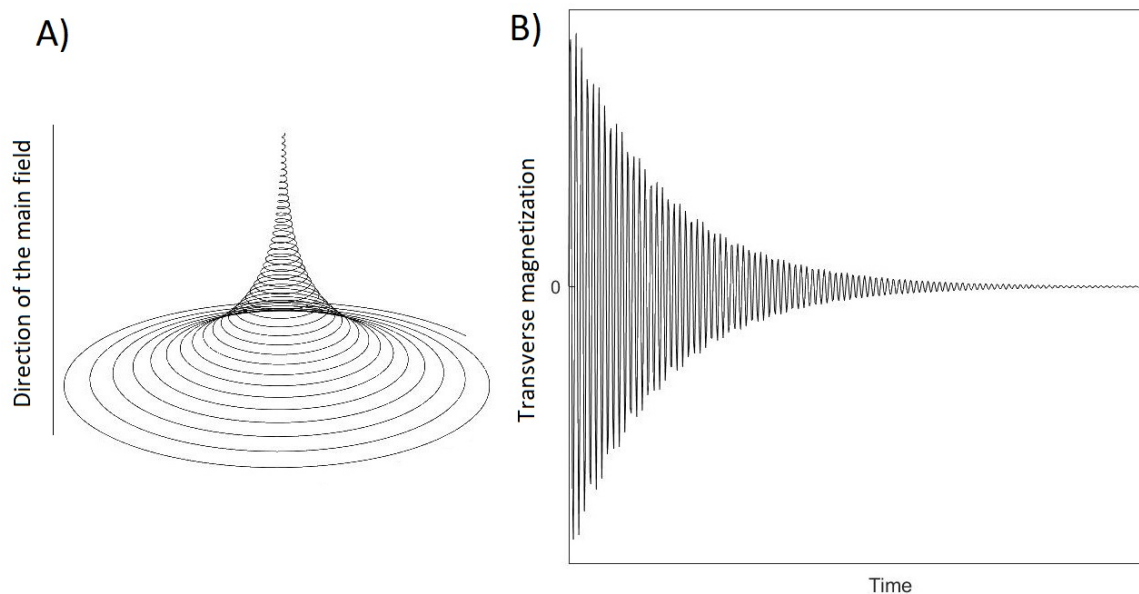 A)
Direction of the main field
B)
Transverse magnetization
0
Time